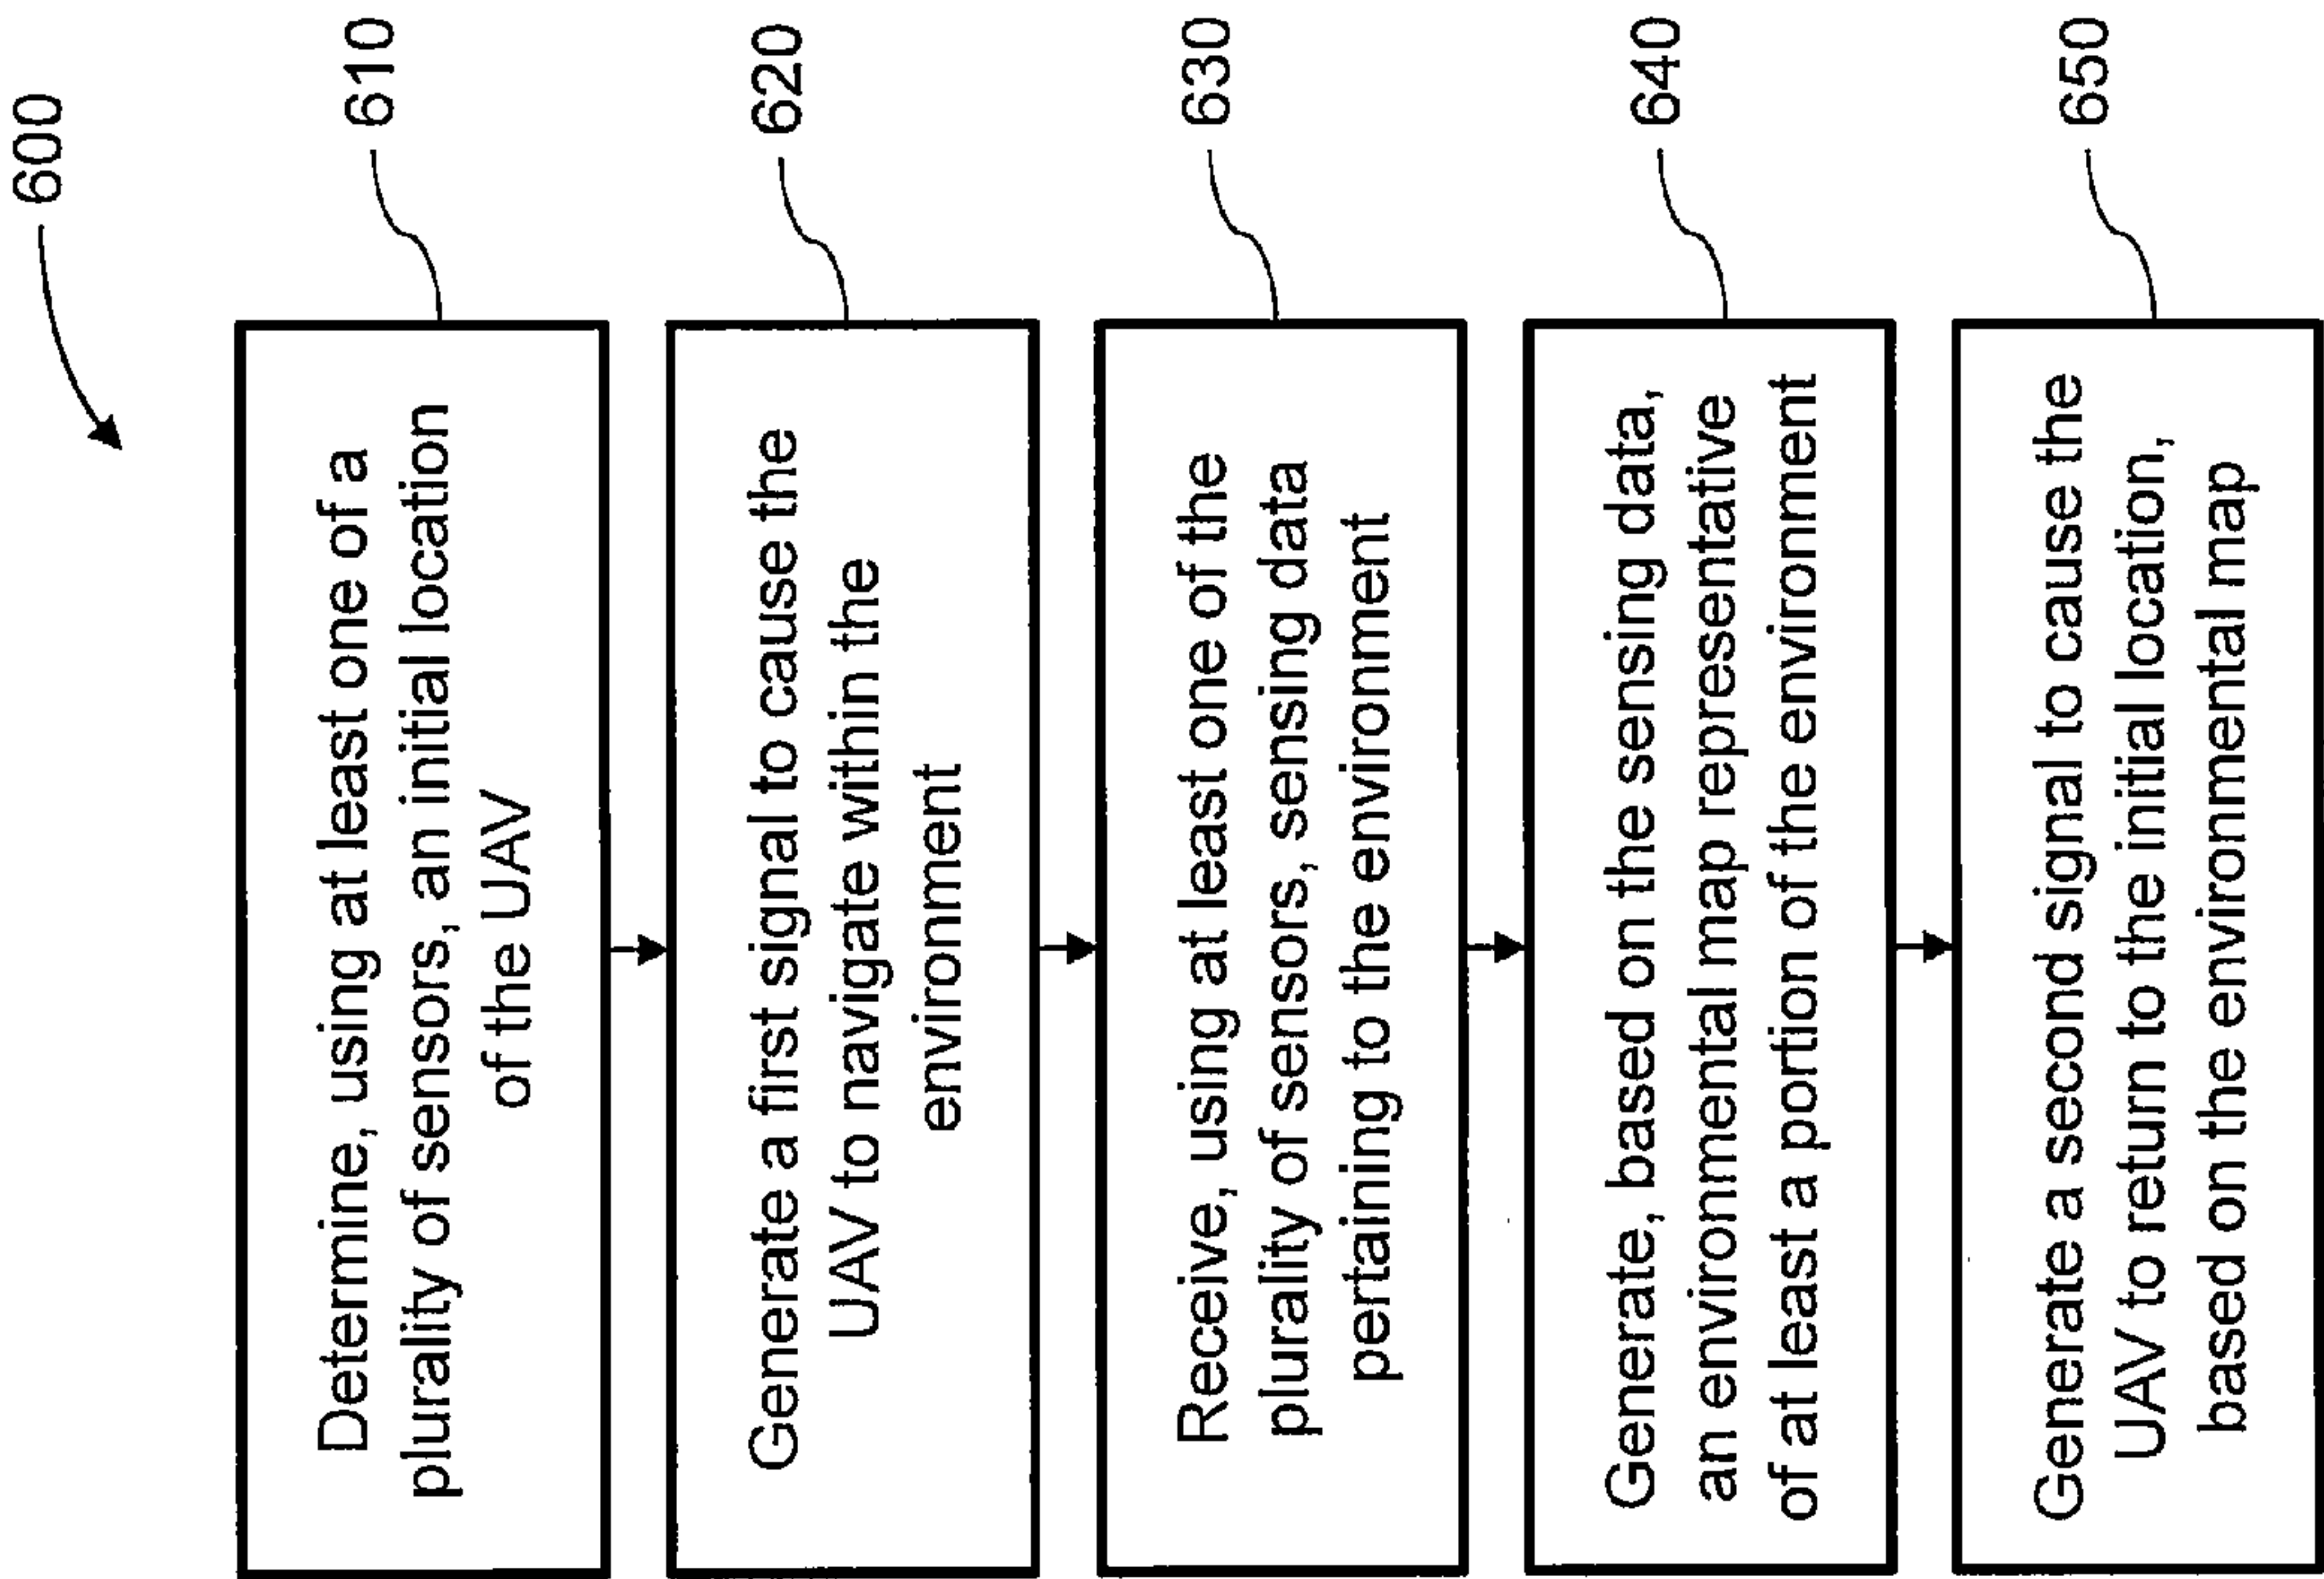 600
Determine, using at least one of a
plurality of sensors, an initial location
of the UAV
610
Generate a first signal to cause the
UAV to navigate within the
environment
620
Receive, using at least one of the
plurality of sensors, sensing data
pertaining to the environment
630
Generate, based on the sensing data,
an environmental map representative
of at least a portion of the environment
640
Generate a second signal to cause the
UAV to return to the initial location,
based on the environmental map
650